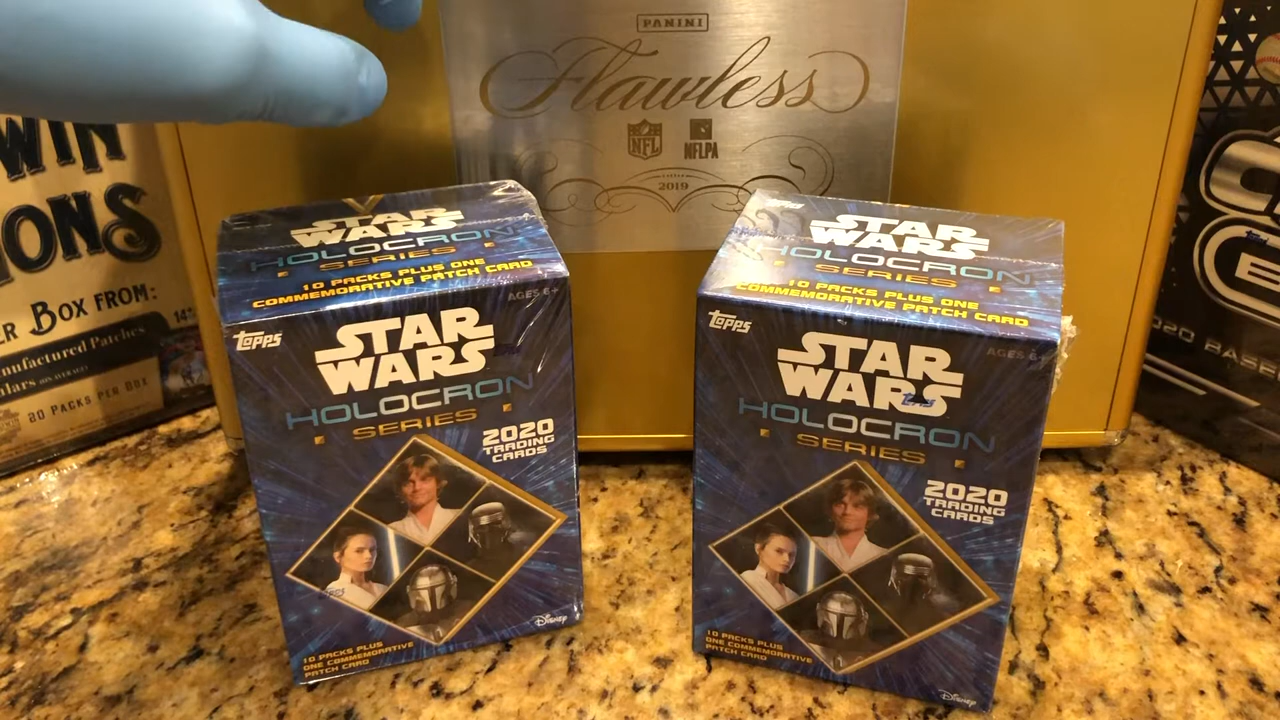 PANINI
Flawless
NFL
NFLPA
2019
WIN
IONS
ER BOX FROM:
nufactured Patches
20 PACKS PER BOX
STAR
WARS
HOLOCRON
SERIES
10 PACKS PLUS ONE
COMMEMORATIVE PATCH CARD
AGES 6+
TOPPS
STAR
WARS
HOLOCRON
SERIES
2020
TRADING
CARDS
10 PACKS PLUS
ONE COMMEMORATIVE
PATCH CARD
DISNEY
TOPPS
STAR
WARS
HOLOCRON
SERIES
10 PACKS PLUS ONE
COMMEMORATIVE PATCH CARD
AGES 6+
TOPPS
STAR
WARS
HOLOCRON
SERIES
2020
TRADING
CARDS
10 PACKS PLUS
ONE COMMEMORATIVE
PATCH CARD
DISNEY